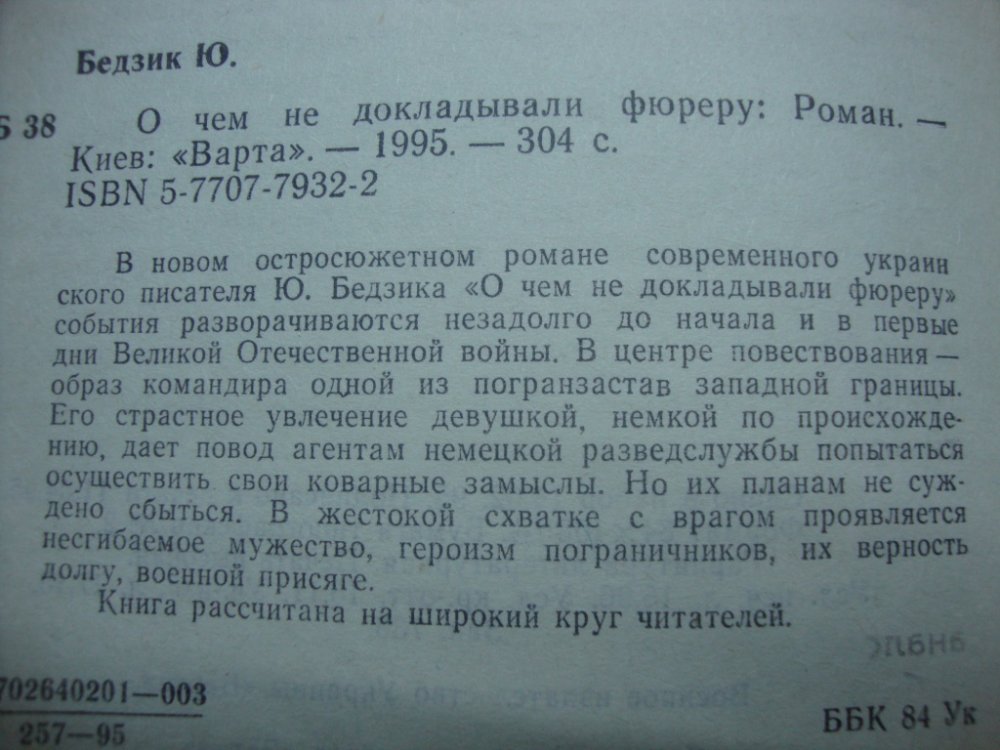 Бедзик Ю.
Б 38 О чем не докладывали фюреру: Роман. —
Киев: «Варта». — 1995. — 304 с.
ISBN 5-7707-7932-2
В новом остросюжетном романе современного украин
ского писателя Ю. Бедзика «О чем не докладывали фюреру»
события разворачиваются незадолго до начала и в первые
дни Великой Отечественной войны. В центре повествования —
образ командира одной из погранзастав западной границы.
Его страстное увлечение девушкой, немкой по происхожде-
нию, дает повод агентам немецкой разведслужбы попытаться
осуществить свои коварные замыслы. Но их планам не суж-
дено сбыться. В жестокой схватке с врагом проявляется
несгибаемое мужество, героизм пограничников, их верность
долгу, военной присяге.
Книга рассчитана на широкий круг читателей.
702640201—003
257—95
ББК 84 Ук